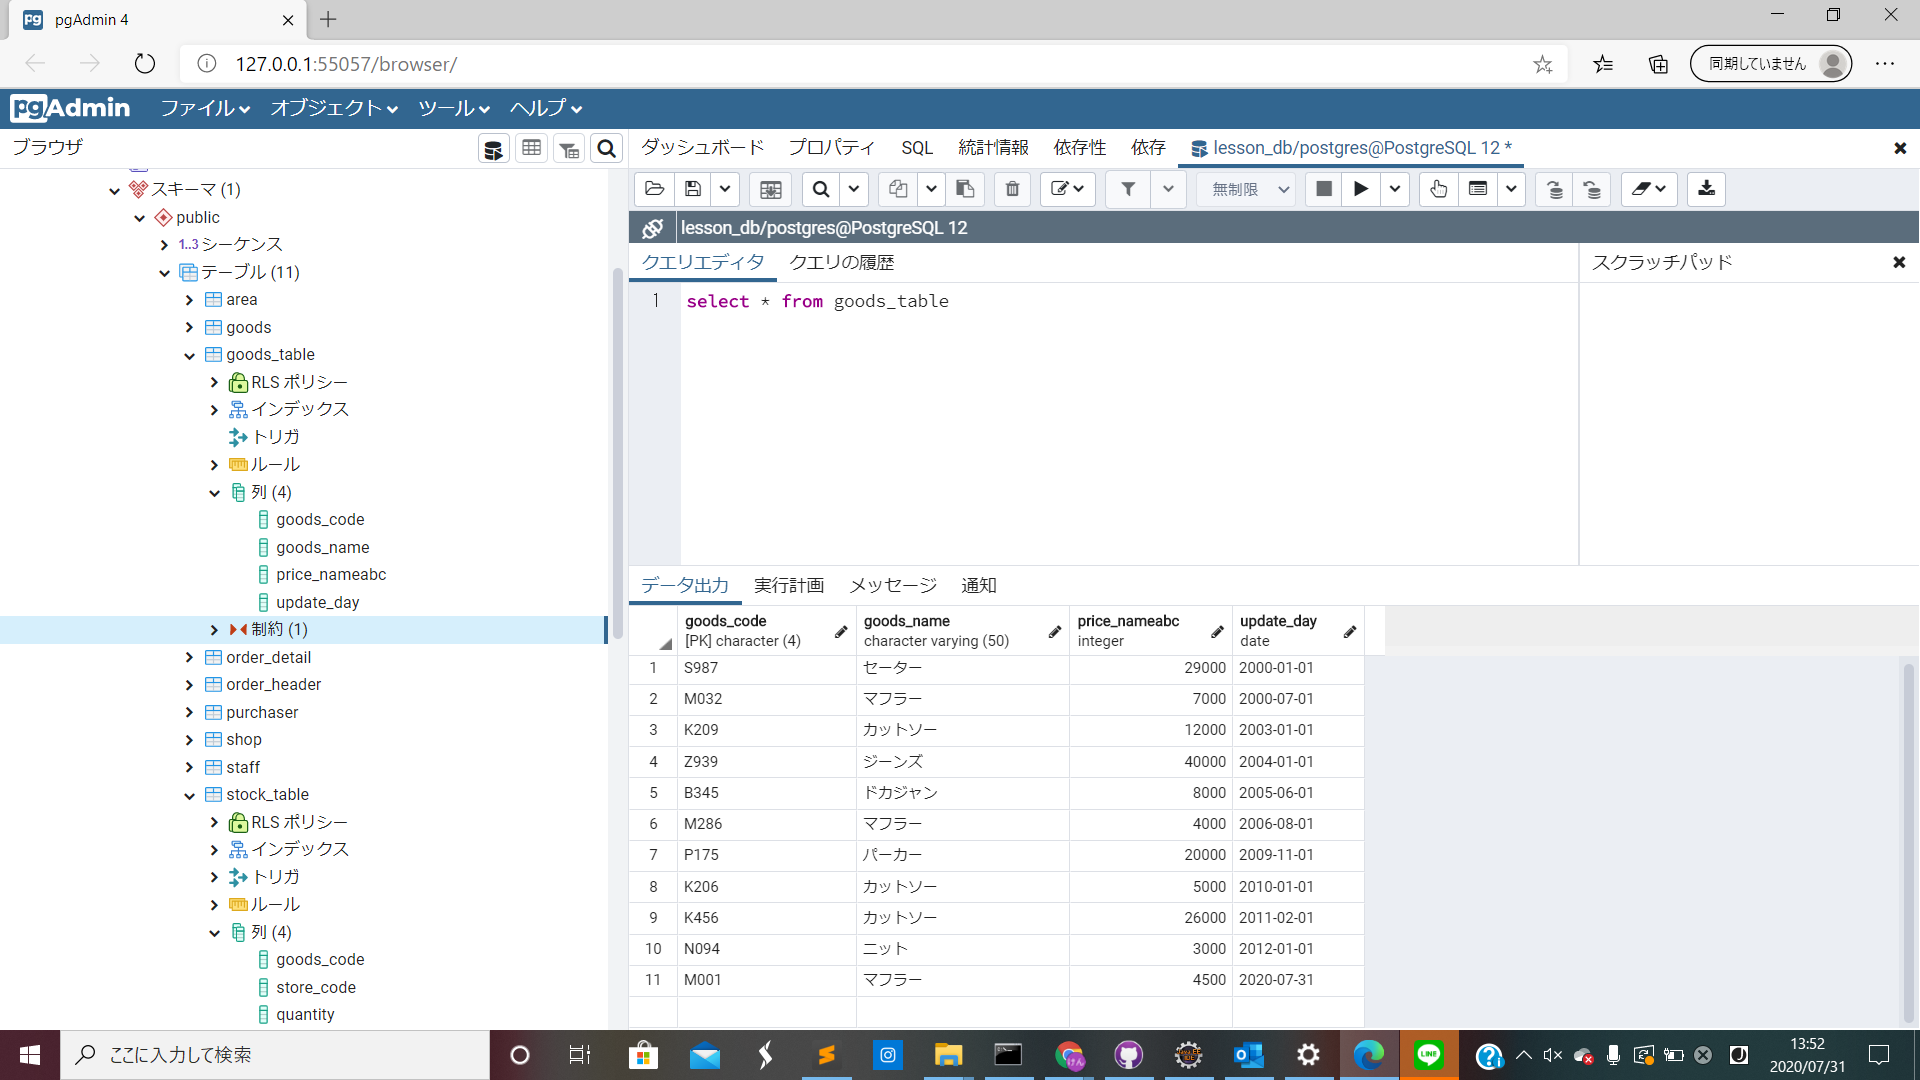 pgAdmin 4
127.0.0.1:55057/browser/
同期していません
pgAdmin ファイル オブジェクト ツール ヘルプ
ブラウザ
ダッシュボード プロパティ SQL 統計情報 依存性 依存 lesson_db/postgres@PostgreSQL 12 *
無制限
lesson_db/postgres@PostgreSQL 12
クエリエディタ クエリの履歴
スクラッチパッド
1 select * from goods_table
スキーマ (1)
public
1..3 シーケンス
テーブル (11)
area
goods
goods_table
RLS ポリシー
インデックス
トリガ
ルール
列 (4)
goods_code
goods_name
price_nameabc
update_day
制約 (1)
order_detail
order_header
purchaser
shop
staff
stock_table
RLS ポリシー
インデックス
トリガ
ルール
列 (4)
goods_code
store_code
quantity
データ出力 実行計画 メッセージ 通知
goods_code goods_name price_nameabc update_day
[PK] character (4) character varying (50) integer date
1 S987 セーター 29000 2000-01-01
2 M032 マフラー 7000 2000-07-01
3 K209 カットソー 12000 2003-01-01
4 Z939 ジーンズ 40000 2004-01-01
5 B345 ドカジャン 8000 2005-06-01
6 M286 マフラー 4000 2006-08-01
7 P175 パーカー 20000 2009-11-01
8 K206 カットソー 5000 2010-01-01
9 K456 カットソー 26000 2011-02-01
10 N094 ニット 3000 2012-01-01
11 M001 マフラー 4500 2020-07-31
ここに入力して検索
LINE
13:52
2020/07/31